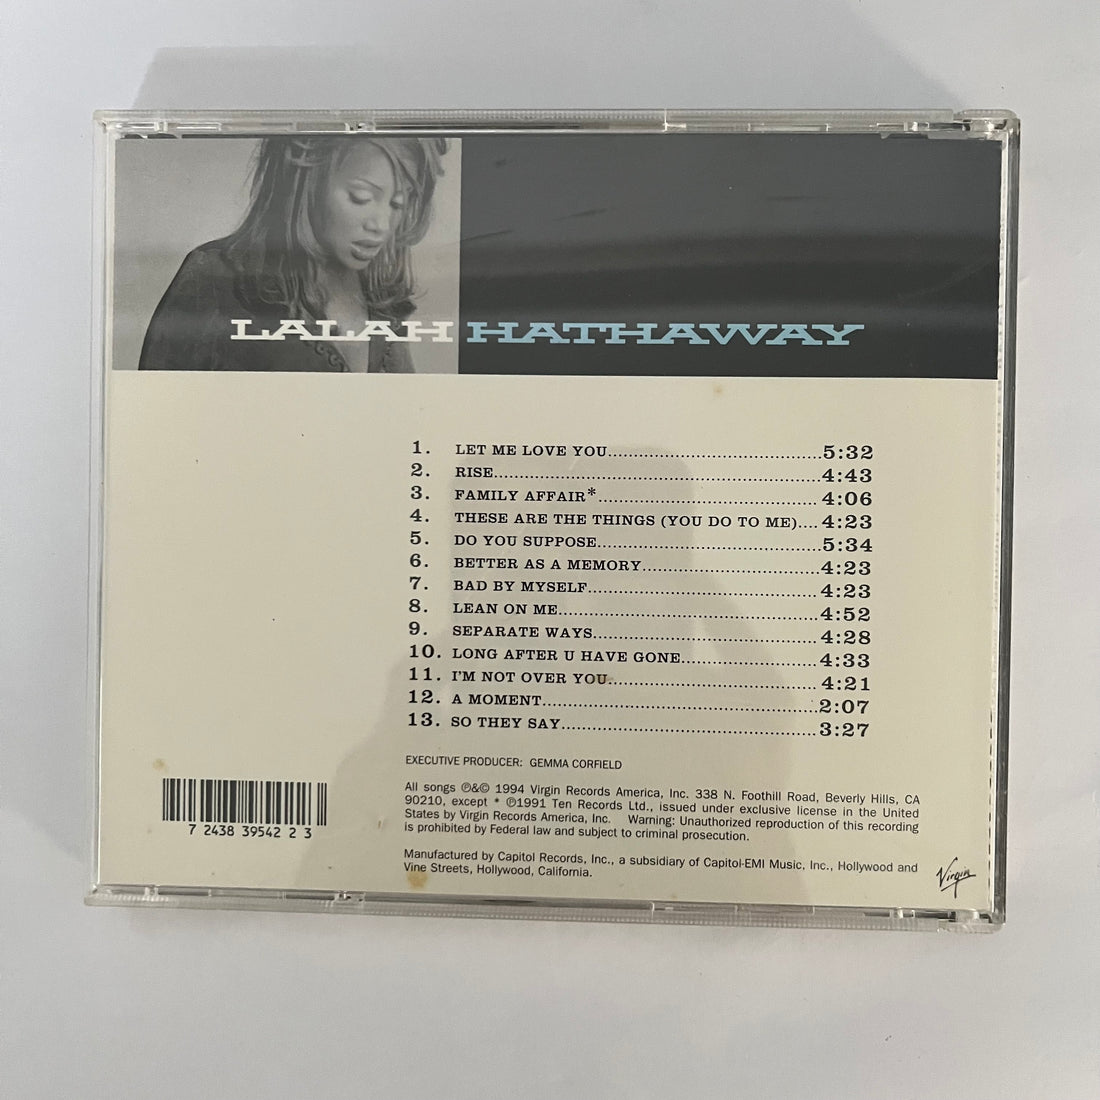 LALAH HATHAWAY
1. LET ME LOVE YOU..........5:32
2. RISE..........4:43
3. FAMILY AFFAIR*..........4:06
4. THESE ARE THE THINGS (YOU DO TO ME)....4:23
5. DO YOU SUPPOSE..........5:34
6. BETTER AS A MEMORY..........4:23
7. BAD BY MYSELF..........4:23
8. LEAN ON ME..........4:52
9. SEPARATE WAYS..........4:28
10. LONG AFTER U HAVE GONE..........4:33
11. I'M NOT OVER YOU..........4:21
12. A MOMENT..........2:07
13. SO THEY SAY..........3:27
EXECUTIVE PRODUCER: GEMMA CORFIELD
All songs ℗&© 1994 Virgin Records America, Inc. 338 N. Foothill Road, Beverly Hills, CA
90210, except * ℗1991 Ten Records Ltd., issued under exclusive license in the United
States by Virgin Records America, Inc. Warning: Unauthorized reproduction of this recording
is prohibited by Federal law and subject to criminal prosecution.
7 2438 39542 2 3
Manufactured by Capitol Records, Inc., a subsidiary of Capitol-EMI Music, Inc., Hollywood and
Vine Streets, Hollywood, California.
Virgin